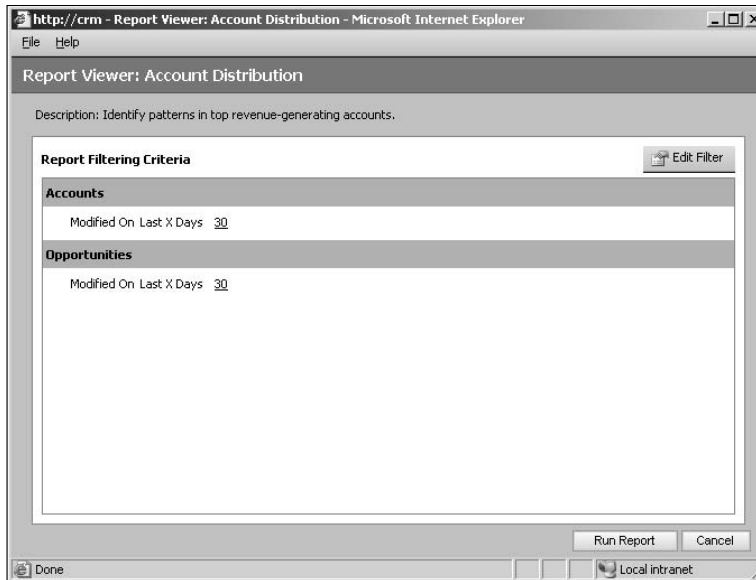 http://crm - Report Viewer: Account Distribution - Microsoft Internet Explorer
File Help
Report Viewer: Account Distribution
Description: Identify patterns in top revenue-generating accounts.
Report Filtering Criteria Edit Filter
Accounts
Modified On Last X Days 30
Opportunities
Modified On Last X Days 30
Run Report Cancel
Done Local intranet